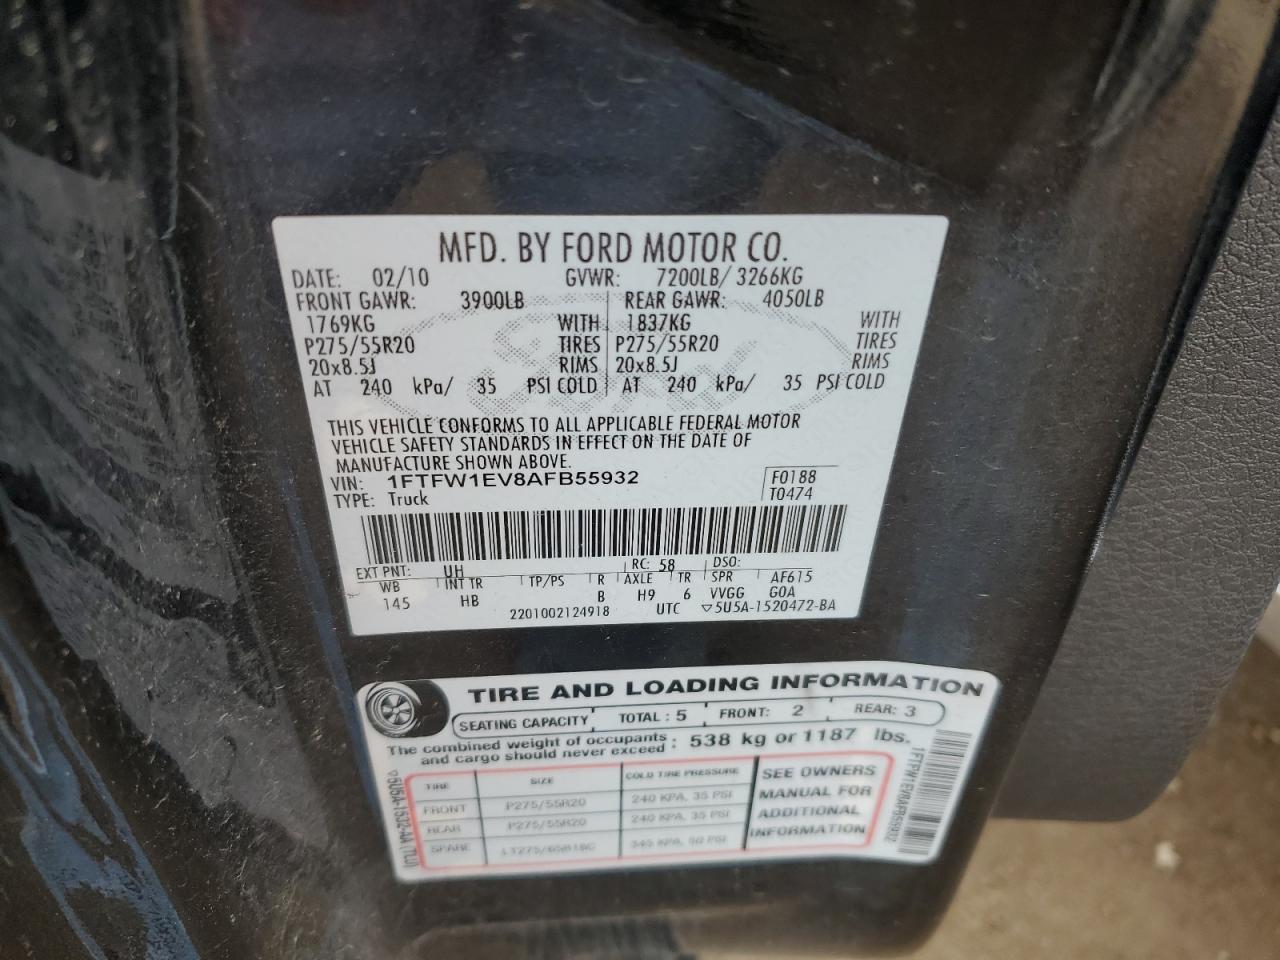 MFD. BY FORD MOTOR CO.
DATE: 02/10 GVWR: 7200LB/ 3266KG
FRONT GAWR: 3900LB REAR GAWR: 4050LB
1769KG WITH 1837KG WITH
P275/55R20 TIRES P275/55R20 TIRES
20x8.5J RIMS 20x8.5J RIMS
AT 240 kPa/ 35 PSI COLD AT 240 kPa/ 35 PSI COLD
THIS VEHICLE CONFORMS TO ALL APPLICABLE FEDERAL MOTOR
VEHICLE SAFETY STANDARDS IN EFFECT ON THE DATE OF
MANUFACTURE SHOWN ABOVE.
VIN: 1FTFW1EV8AFB55932 F0188
TYPE: Truck T0474
EXT PNT: UH RC: 58 DSO:
WB INT TR TP/PS R AXLE TR SPR AF615
145 HB B H9 6 VVGG GOA
2201002124918 UTC ▽5U5A-1520472-BA
TIRE AND LOADING INFORMATION
SEATING CAPACITY TOTAL : 5 FRONT: 2 REAR: 3
The combined weight of occupants
and cargo should never exceed : 538 kg or 1187 lbs.
TIRE SIZE COLD TIRE PRESSURE SEE OWNERS
FRONT P275/55R20 240 KPA, 35 PSI MANUAL FOR
REAR P275/55R20 240 KPA, 35 PSI ADDITIONAL
SPARE INFORMATION
▽5U5A-1532-AA (7LU)
1FTFW1EV8AFB55932